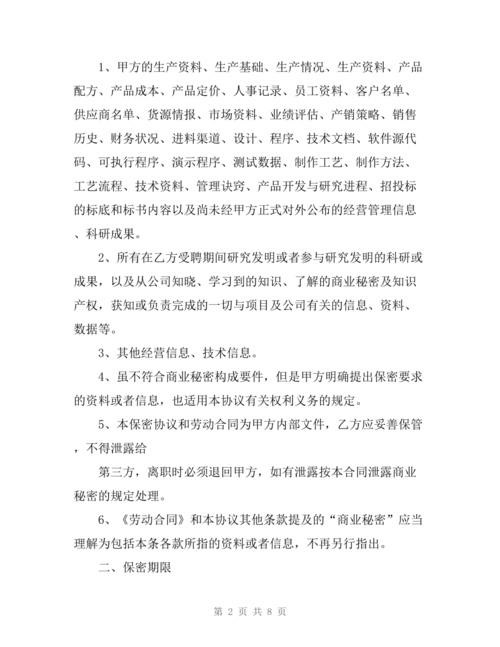 1、甲方的生产资料、生产基础、生产情况、生产资料、产品
配方、产品成本、产品定价、人事记录、员工资料、客户名单、
供应商名单、货源情报、市场资料、业绩评估、产销策略、销售
历史、财务状况、进料渠道、设计、程序、技术文档、软件源代
码、可执行程序、演示程序、测试数据、制作工艺、制作方法、
工艺流程、技术资料、管理诀窍、产品开发与研究进程、招投标
的标底和标书内容以及尚未经甲方正式对外公布的经营管理信息
、科研成果。
2、所有在乙方受聘期间研究发明或者参与研究发明的科研或
成果，以及从公司知晓、学习到的知识、了解的商业秘密及知识
产权，获知或负责完成的一切与项目及公司有关的信息、资料、
数据等。
3、其他经营信息、技术信息。
4、虽不符合商业秘密构成要件，但是甲方明确提出保密要求
的资料或者信息，也适用本协议有关权利义务的规定。
5、本保密协议和劳动合同为甲方内部文件，乙方应妥善保管
，不得泄露给
第三方，离职时必须退回甲方，如有泄露按本合同泄露商业
秘密的规定处理。
6、《劳动合同》和本协议其他条款提及的“商业秘密”应当
理解为包括本条各款所指的资料或者信息，不再另行指出。
二、保密期限
第 2 页 共 8 页